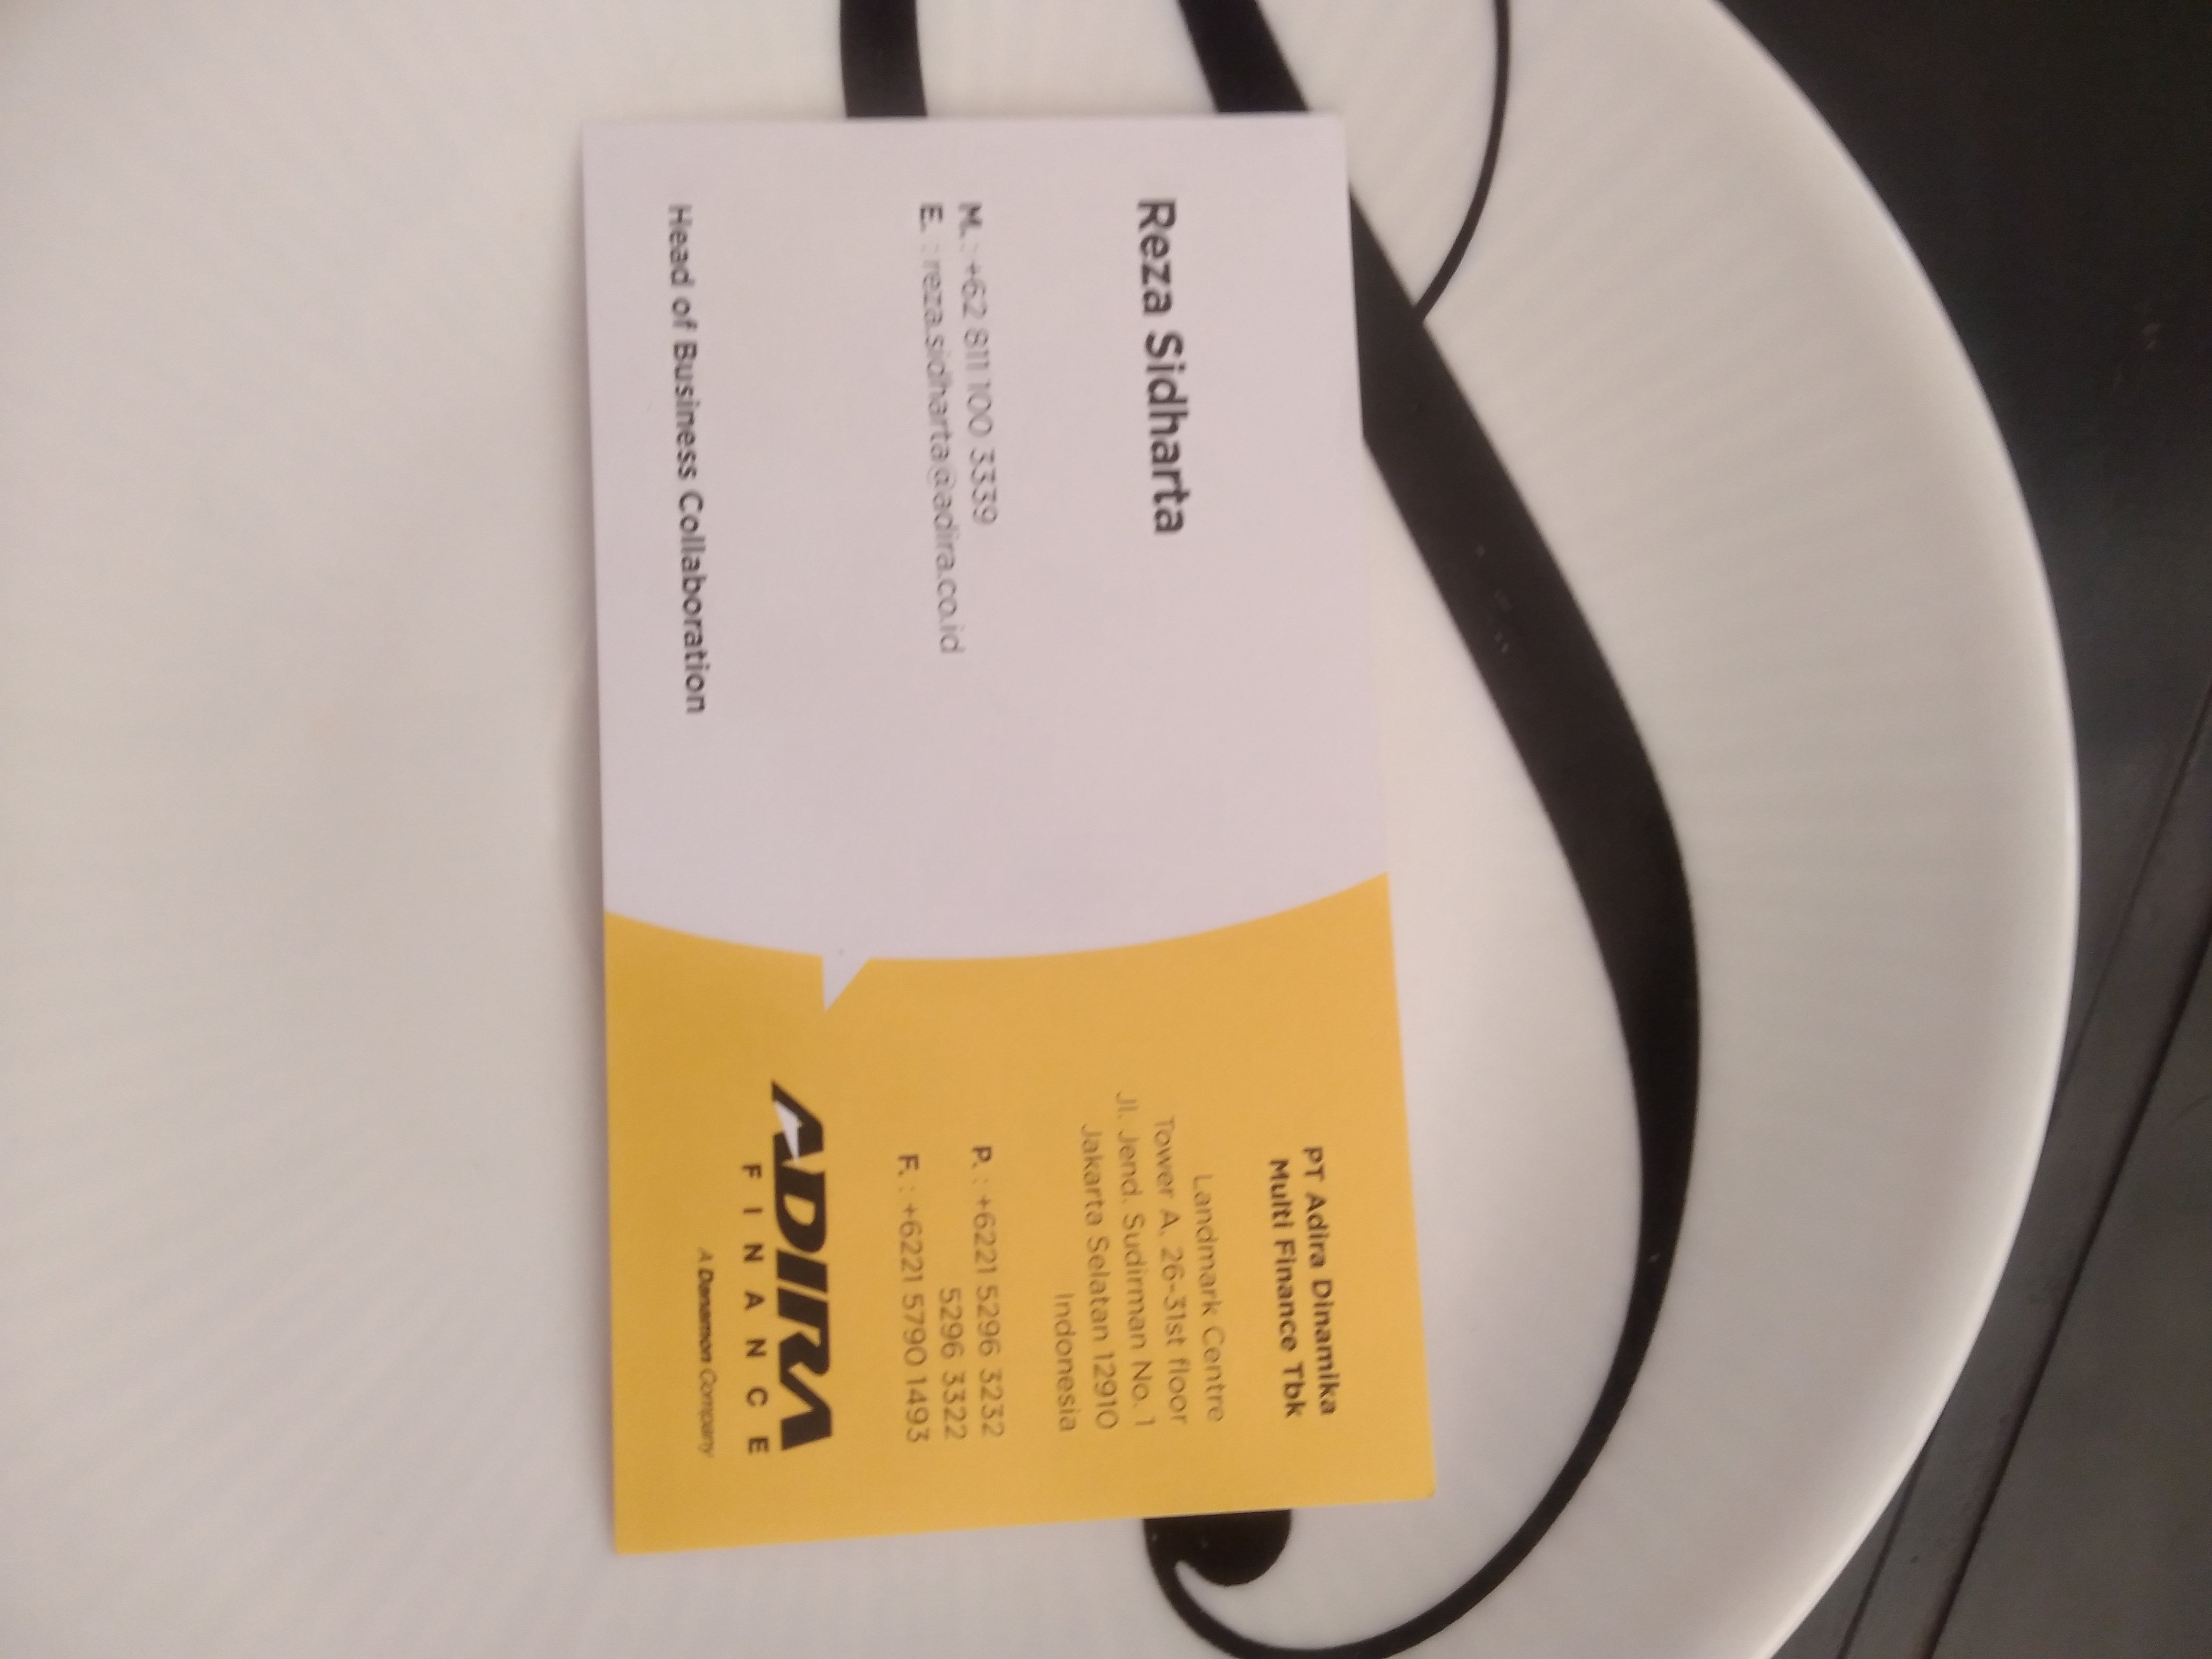 Reza Sidharta
M. : +62 811 100 3339
E. : reza.sidharta@adira.co.id
Head of Business Collaboration
PT Adira Dinamika
Multi Finance Tbk
Landmark Centre
Tower A, 26-31st floor
Jl. Jend. Sudirman No. 1
Jakarta Selatan 12910
Indonesia
P. : +6221 5296 3232
5296 3322
F. : +6221 5790 1493
ADIRA
FINANCE
A Danamon Company